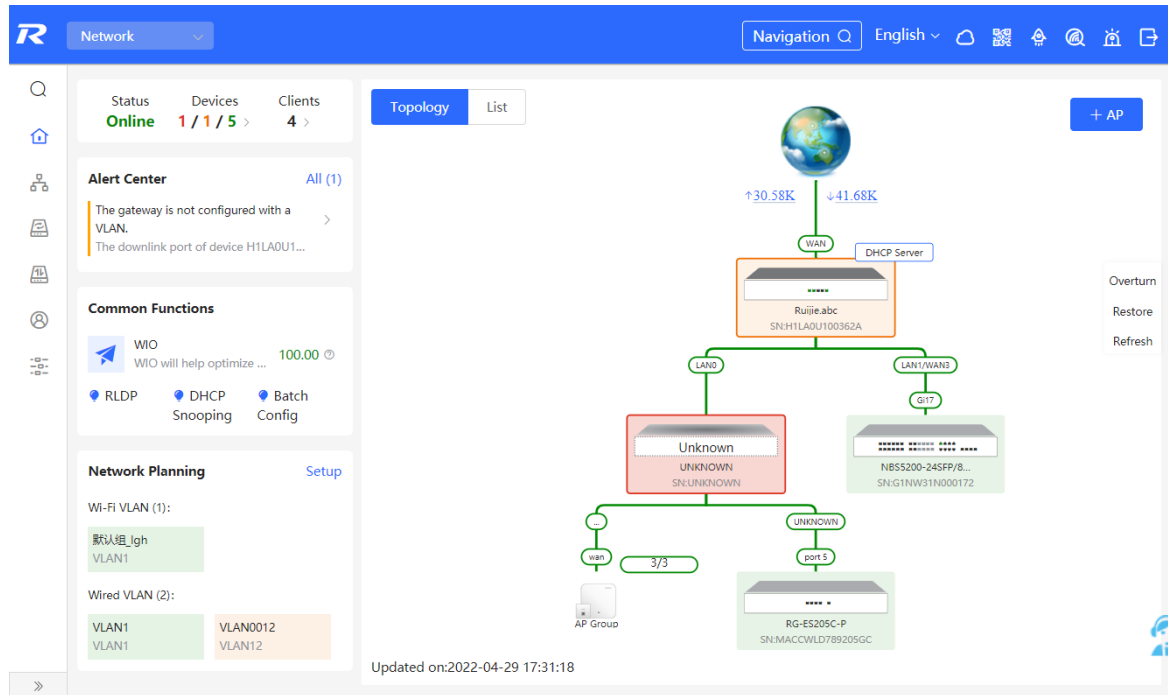 Network
Navigation
English
Status Devices Clients
Online 1 / 1 / 5 > 4 >
Alert Center All (1)
The gateway is not configured with a
VLAN.
The downlink port of device H1LA0U1...
Common Functions
WIO
WIO will help optimize ... 100.00
RLDP DHCP Batch
Snooping Config
Network Planning Setup
Wi-Fi VLAN (1):
默认组_lgh
VLAN1
Wired VLAN (2):
VLAN1 VLAN0012
VLAN1 VLAN12
Topology List
+ AP
↑30.58K ↓41.68K
WAN
DHCP Server
Ruijie.abc
SN:H1LA0U100362A
Overturn
Restore
Refresh
LAN0 LAN1/WAN3
Gi17
Unknown
UNKNOWN
SN:UNKNOWN
NBS5200-24SFP/8...
SN:G1NW31N000172
... UNKNOWN
wan 3/3 port 5
AP Group
RG-ES205C-P
SN:MACCWLD789205GC
Updated on:2022-04-29 17:31:18